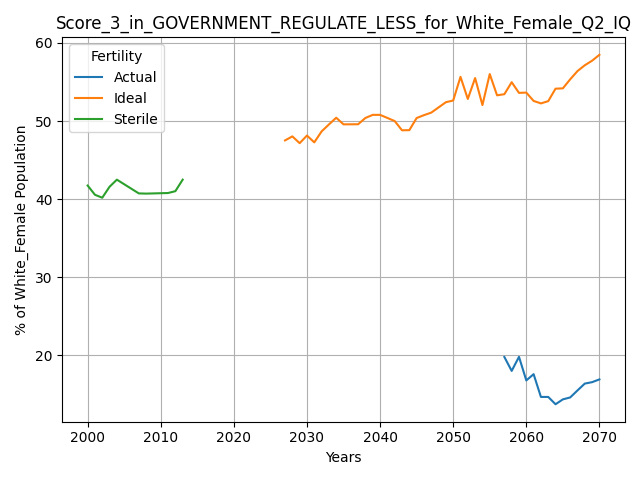 Score_3_in_GOVERNMENT_REGULATE_LESS_for_White_Female_Q2_IQ
Fertility
Actual
Ideal
Sterile
% of White_Female Population
60
50
40
30
20
2000 2010 2020 2030 2040 2050 2060 2070
Years